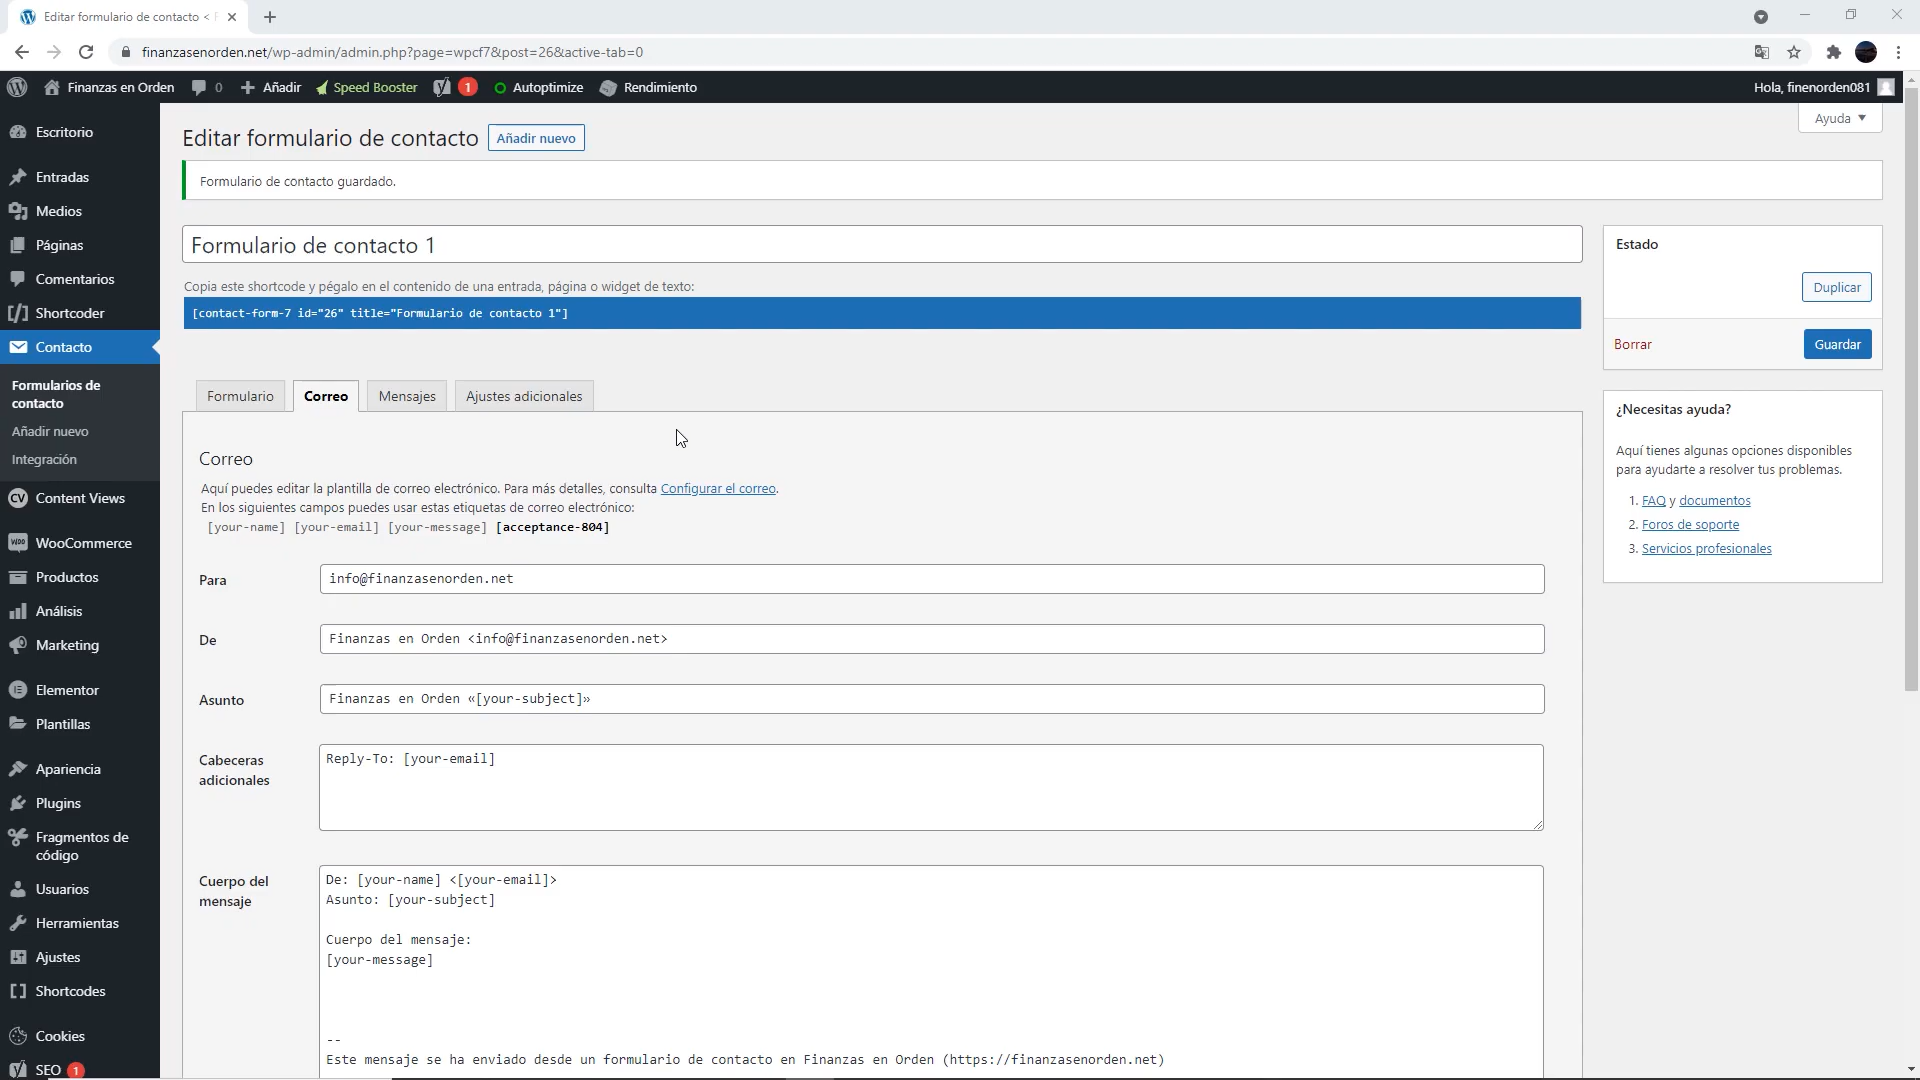 Editar formulario de contacto < F
finanzasenorden.net/wp-admin/admin.php?page=wpcf7&post=26&active-tab=0
Finanzas en Orden 0 Añadir Speed Booster 1 Autoptimize Rendimiento Hola, finenorden081
Ayuda
Escritorio
Entradas
Medios
Páginas
Comentarios
Shortcoder
Contacto
Formularios de
contacto
Añadir nuevo
Integración
Content Views
WooCommerce
Productos
Análisis
Marketing
Elementor
Plantillas
Apariencia
Plugins
Fragmentos de
código
Usuarios
Herramientas
Ajustes
Shortcodes
Cookies
SEO 1
Editar formulario de contacto Añadir nuevo
Formulario de contacto guardado.
Formulario de contacto 1
Copia este shortcode y pégalo en el contenido de una entrada, página o widget de texto:
[contact-form-7 id="26" title="Formulario de contacto 1"]
Formulario Correo Mensajes Ajustes adicionales
Correo
Aquí puedes editar la plantilla de correo electrónico. Para más detalles, consulta Configurar el correo.
En los siguientes campos puedes usar estas etiquetas de correo electrónico:
[your-name] [your-email] [your-message] [acceptance-804]
Para info@finanzasenorden.net
De Finanzas en Orden <info@finanzasenorden.net>
Asunto Finanzas en Orden «[your-subject]»
Cabeceras
adicionales
Reply-To: [your-email]
Cuerpo del
mensaje
De: [your-name] <[your-email]>
Asunto: [your-subject]
Cuerpo del mensaje:
[your-message]
--
Este mensaje se ha enviado desde un formulario de contacto en Finanzas en Orden (https://finanzasenorden.net)
Estado
Duplicar
Borrar Guardar
¿Necesitas ayuda?
Aquí tienes algunas opciones disponibles
para ayudarte a resolver tus problemas.
1. FAQ y documentos
2. Foros de soporte
3. Servicios profesionales